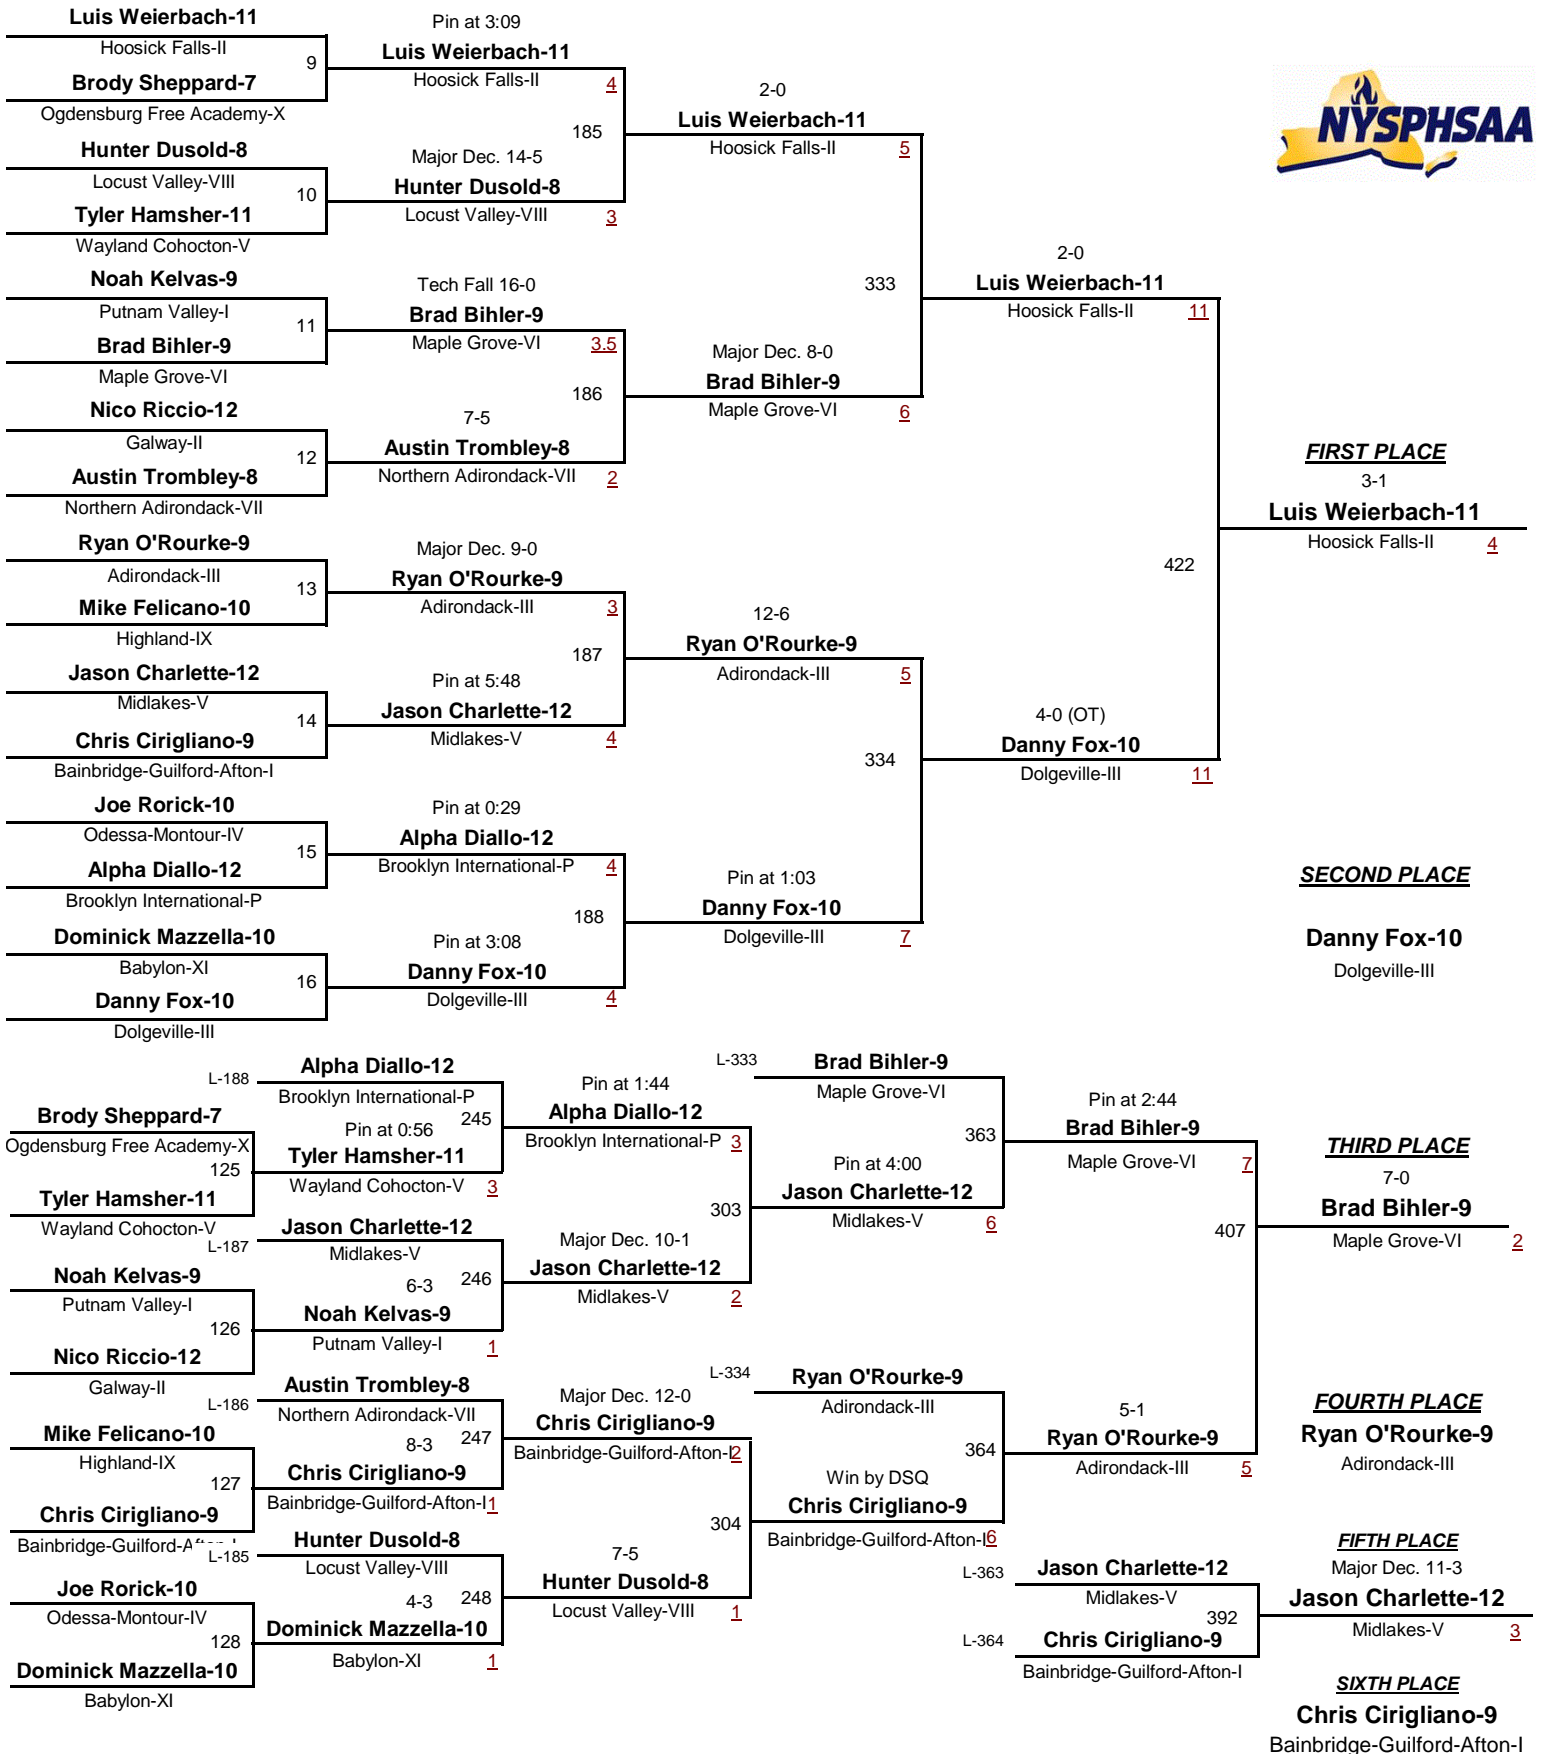 Luis Weierbach-11
Hoosick Falls-II
9
Brody Sheppard-7
Ogdensburg Free Academy-X
Hunter Dusold-8
Locust Valley-VIII
10
Tyler Hamsher-11
Wayland Cohocton-V
Noah Kelvas-9
Putnam Valley-I
11
Brad Bihler-9
Maple Grove-VI
Nico Riccio-12
Galway-II
12
Austin Trombley-8
Northern Adirondack-VII
Ryan O'Rourke-9
Adirondack-III
13
Mike Felicano-10
Highland-IX
Jason Charlette-12
Midlakes-V
14
Chris Cirigliano-9
Bainbridge-Guilford-Afton-I
Joe Rorick-10
Odessa-Montour-IV
15
Alpha Diallo-12
Brooklyn International-P
Dominick Mazzella-10
Babylon-XI
16
Danny Fox-10
Dolgeville-III
Pin at 3:09
Luis Weierbach-11
Hoosick Falls-II
4
185
Major Dec. 14-5
Hunter Dusold-8
Locust Valley-VIII
3
Tech Fall 16-0
Brad Bihler-9
Maple Grove-VI
3.5
186
7-5
Austin Trombley-8
Northern Adirondack-VII
2
Major Dec. 9-0
Ryan O'Rourke-9
Adirondack-III
3
187
Pin at 5:48
Jason Charlette-12
Midlakes-V
4
Pin at 0:29
Alpha Diallo-12
Brooklyn International-P
4
188
Pin at 3:08
Danny Fox-10
Dolgeville-III
4
2-0
Luis Weierbach-11
Hoosick Falls-II
5
333
Major Dec. 8-0
Brad Bihler-9
Maple Grove-VI
6
12-6
Ryan O'Rourke-9
Adirondack-III
5
334
Pin at 1:03
Danny Fox-10
Dolgeville-III
7
2-0
Luis Weierbach-11
Hoosick Falls-II
11
422
4-0 (OT)
Danny Fox-10
Dolgeville-III
11
NYSPHSAA
FIRST PLACE
3-1
Luis Weierbach-11
Hoosick Falls-II
4
SECOND PLACE
Danny Fox-10
Dolgeville-III
Brody Sheppard-7
Ogdensburg Free Academy-X
125
Tyler Hamsher-11
Wayland Cohocton-V
Noah Kelvas-9
Putnam Valley-I
126
Nico Riccio-12
Galway-II
Mike Felicano-10
Highland-IX
127
Chris Cirigliano-9
Bainbridge-Guilford-Afton-I
Joe Rorick-10
Odessa-Montour-IV
128
Dominick Mazzella-10
Babylon-XI
L-188
Alpha Diallo-12
Brooklyn International-P
245
Pin at 0:56
Tyler Hamsher-11
Wayland Cohocton-V
3
L-187
Jason Charlette-12
Midlakes-V
246
6-3
Noah Kelvas-9
Putnam Valley-I
1
L-186
Austin Trombley-8
Northern Adirondack-VII
247
8-3
Chris Cirigliano-9
Bainbridge-Guilford-Afton-I
1
L-185
Hunter Dusold-8
Locust Valley-VIII
248
4-3
Dominick Mazzella-10
Babylon-XI
1
Pin at 1:44
Alpha Diallo-12
Brooklyn International-P
3
303
Major Dec. 10-1
Jason Charlette-12
Midlakes-V
2
Major Dec. 12-0
Chris Cirigliano-9
Bainbridge-Guilford-Afton-I
2
304
7-5
Hunter Dusold-8
Locust Valley-VIII
1
L-333
Brad Bihler-9
Maple Grove-VI
363
Pin at 4:00
Jason Charlette-12
Midlakes-V
6
L-334
Ryan O'Rourke-9
Adirondack-III
364
Win by DSQ
Chris Cirigliano-9
Bainbridge-Guilford-Afton-I
6
Pin at 2:44
Brad Bihler-9
Maple Grove-VI
7
407
5-1
Ryan O'Rourke-9
Adirondack-III
5
L-363
Jason Charlette-12
Midlakes-V
392
L-364
Chris Cirigliano-9
Bainbridge-Guilford-Afton-I
THIRD PLACE
7-0
Brad Bihler-9
Maple Grove-VI
2
FOURTH PLACE
Ryan O'Rourke-9
Adirondack-III
FIFTH PLACE
Major Dec. 11-3
Jason Charlette-12
Midlakes-V
3
SIXTH PLACE
Chris Cirigliano-9
Bainbridge-Guilford-Afton-I